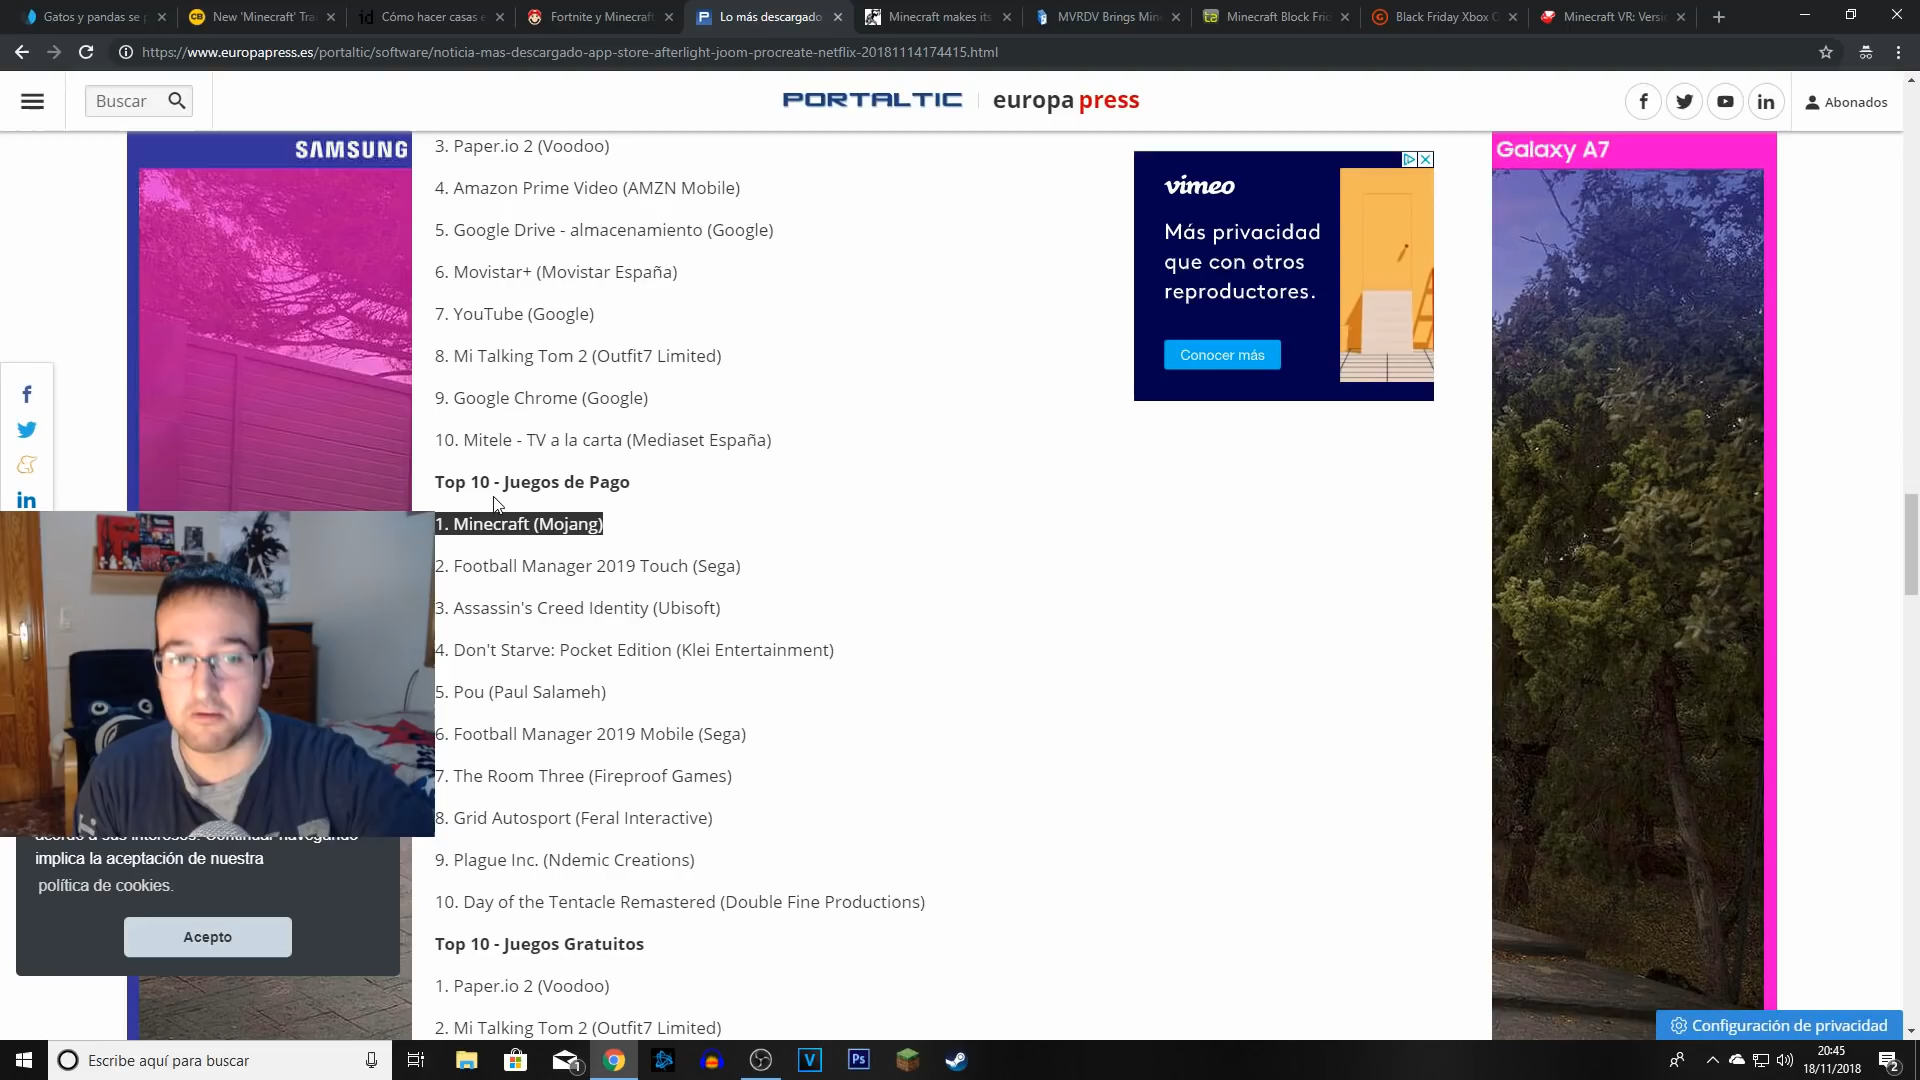 Gatos y pandas se p
New 'Minecraft' Tra
Cómo hacer casas e
Fortnite y Minecraft
Lo más descargado
Minecraft makes its
MVRDV Brings Mine
Minecraft Block Frid
Black Friday Xbox O
Minecraft VR: Versi
https://www.europapress.es/portaltic/software/noticia-mas-descargado-app-store-afterlight-joom-procreate-netflix-20181114174415.html
Buscar
PORTALTIC
europa press
Abonados
SAMSUNG
Galaxy A7
3. Paper.io 2 (Voodoo)
4. Amazon Prime Video (AMZN Mobile)
5. Google Drive - almacenamiento (Google)
6. Movistar+ (Movistar España)
7. YouTube (Google)
8. Mi Talking Tom 2 (Outfit7 Limited)
9. Google Chrome (Google)
10. Mitele - TV a la carta (Mediaset España)
Top 10 - Juegos de Pago
1. Minecraft (Mojang)
2. Football Manager 2019 Touch (Sega)
3. Assassin's Creed Identity (Ubisoft)
4. Don't Starve: Pocket Edition (Klei Entertainment)
5. Pou (Paul Salameh)
6. Football Manager 2019 Mobile (Sega)
7. The Room Three (Fireproof Games)
8. Grid Autosport (Feral Interactive)
9. Plague Inc. (Ndemic Creations)
10. Day of the Tentacle Remastered (Double Fine Productions)
Top 10 - Juegos Gratuitos
1. Paper.io 2 (Voodoo)
2. Mi Talking Tom 2 (Outfit7 Limited)
vimeo
Más privacidad
que con otros
reproductores.
Conocer más
acorde a sus intereses. Continuar navegando
implica la aceptación de nuestra
política de cookies.
Acepto
Configuración de privacidad
Escribe aquí para buscar
20:45
18/11/2018